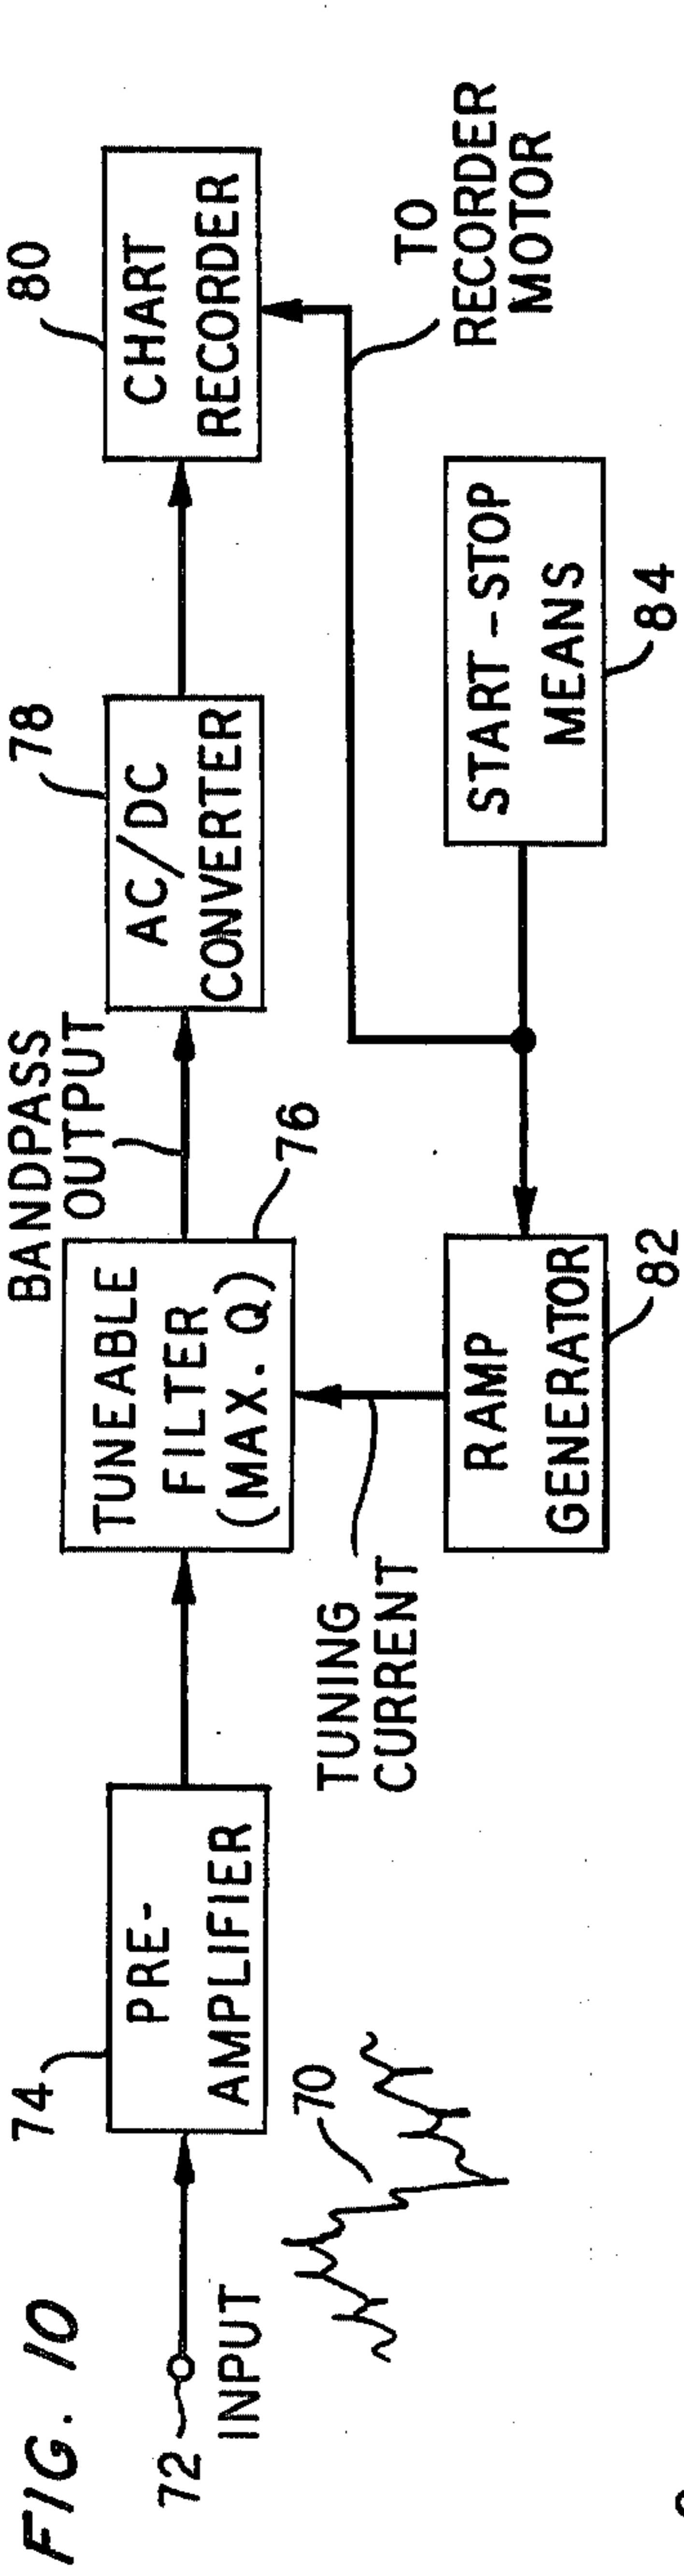 FIG. 10
72
INPUT
70
74
PRE-
AMPLIFIER
TUNEABLE
FILTER
(MAX. Q)
76
BANDPASS
OUTPUT
78
AC/DC
CONVERTER
80
CHART
RECORDER
TUNING
CURRENT
RAMP
GENERATOR
82
START-STOP
MEANS
84
TO
RECORDER
MOTOR